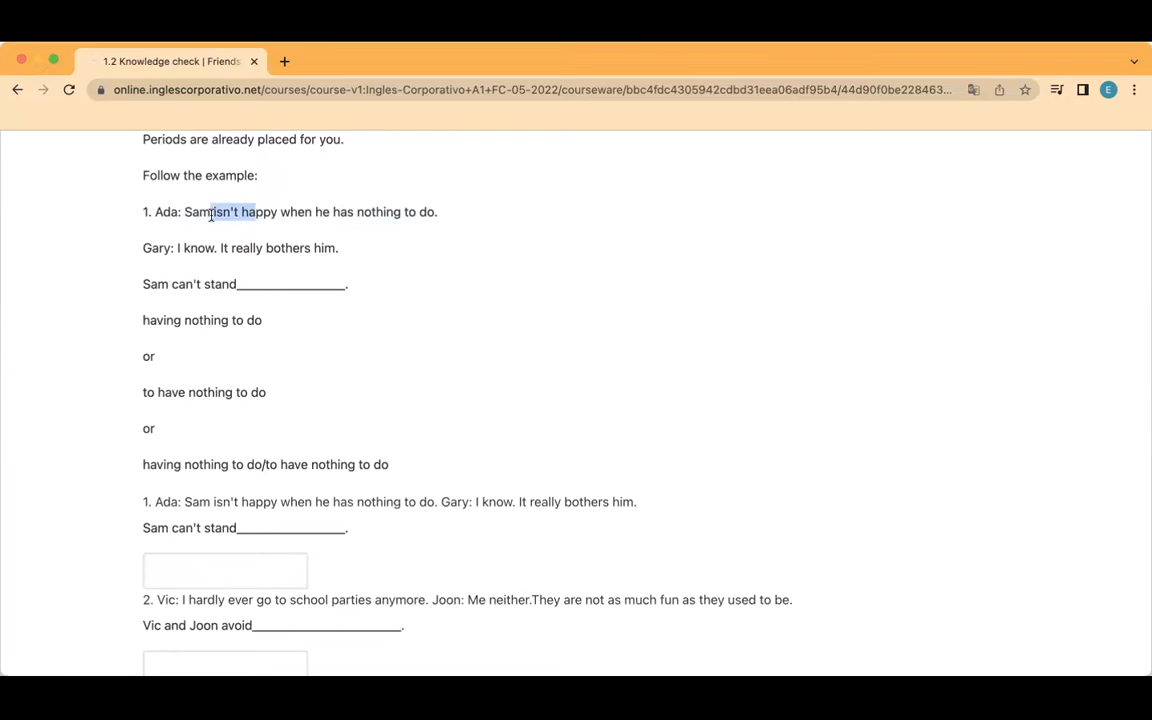 1.2 Knowledge check | Friends
online.inglescorporativo.net/courses/course-v1:Ingles-Corporativo+A1+FC-05-2022/courseware/bbc4fdc4305942cdbd31eea06adf95b4/44d90f0be228463...
E
Periods are already placed for you.
Follow the example:
1. Ada: Sam isn't happy when he has nothing to do.
Gary: I know. It really bothers him.
Sam can't stand_________________.
having nothing to do
or
to have nothing to do
or
having nothing to do/to have nothing to do
1. Ada: Sam isn't happy when he has nothing to do. Gary: I know. It really bothers him.
Sam can't stand_________________.
2. Vic: I hardly ever go to school parties anymore. Joon: Me neither.They are not as much fun as they used to be.
Vic and Joon avoid_______________________.